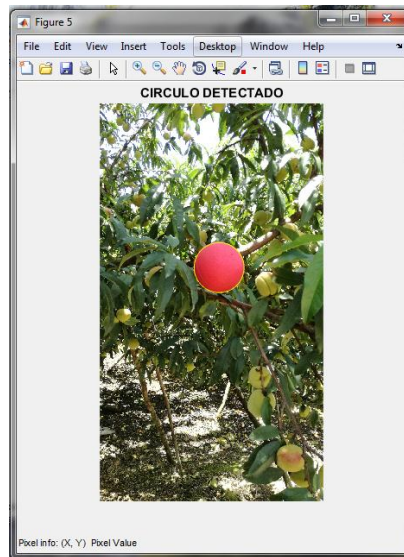 Figure 5
File Edit View Insert Tools Desktop Window Help
CIRCULO DETECTADO
Pixel info: (X, Y) Pixel Value